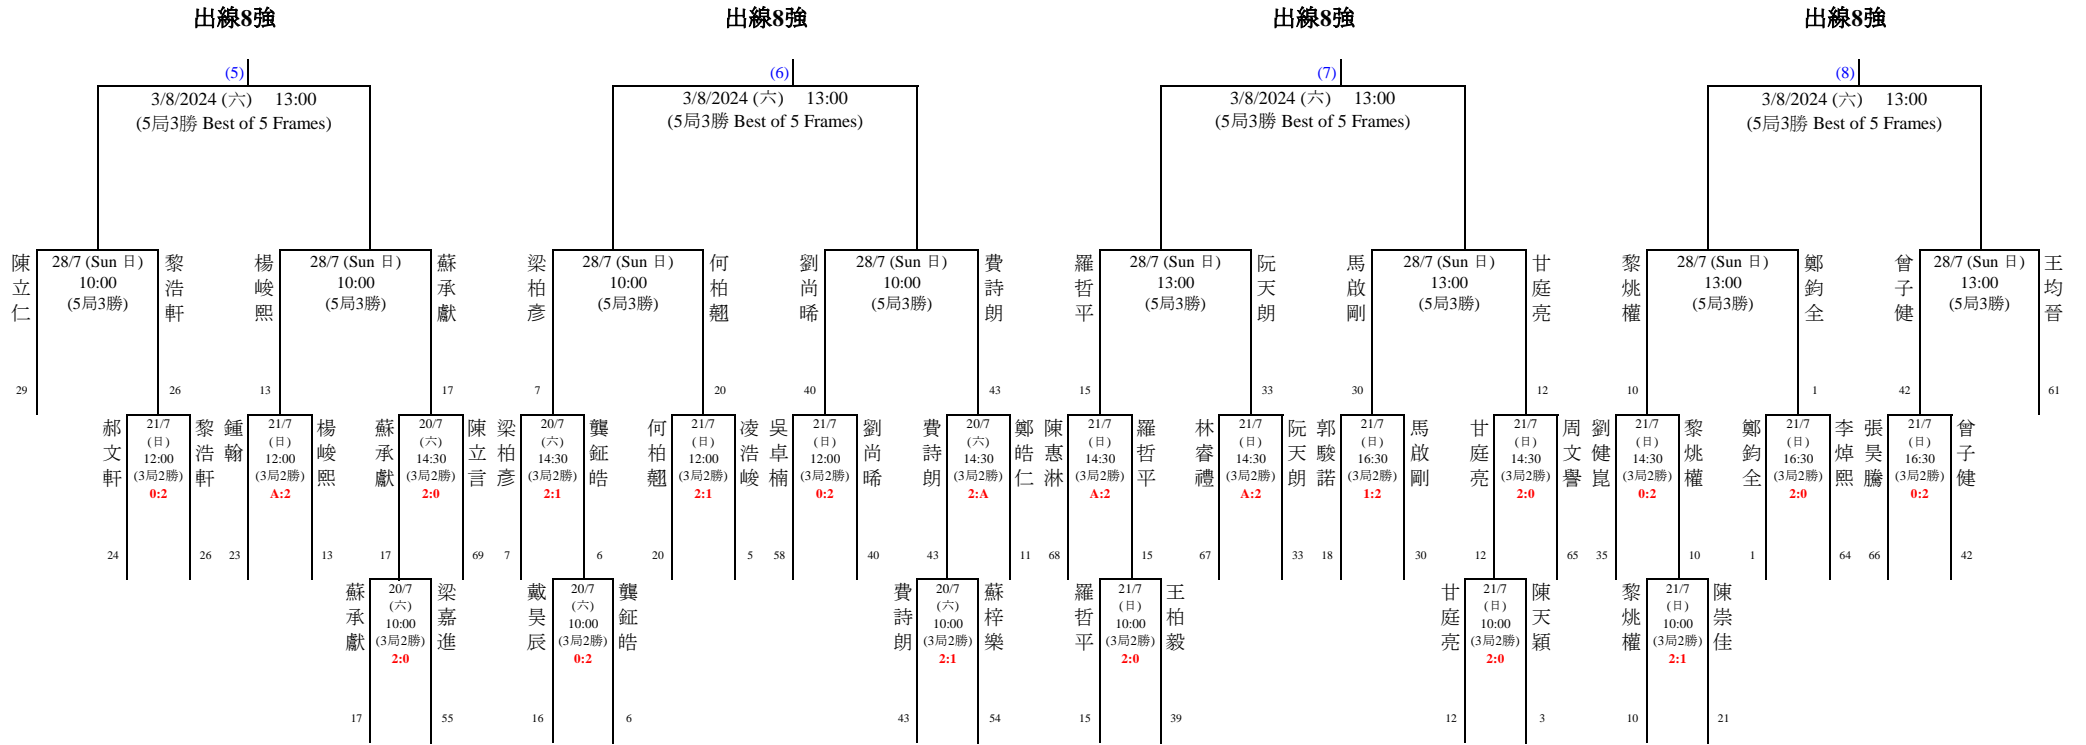 出線8強
出線8強
出線8強
出線8強
(5)
(6)
(7)
(8)
3/8/2024 (六) 13:00
(5局3勝 Best of 5 Frames)
3/8/2024 (六) 13:00
(5局3勝 Best of 5 Frames)
3/8/2024 (六) 13:00
(5局3勝 Best of 5 Frames)
3/8/2024 (六) 13:00
(5局3勝 Best of 5 Frames)
陳立仁
28/7 (Sun 日)
10:00
(5局3勝)
黎浩軒
楊峻熙
28/7 (Sun 日)
10:00
(5局3勝)
蘇承獻
梁柏彥
28/7 (Sun 日)
10:00
(5局3勝)
何柏翹
劉尚晞
28/7 (Sun 日)
10:00
(5局3勝)
費詩朗
羅哲平
28/7 (Sun 日)
13:00
(5局3勝)
阮天朗
馬啟剛
28/7 (Sun 日)
13:00
(5局3勝)
甘庭亮
黎烑權
28/7 (Sun 日)
13:00
(5局3勝)
鄭鈞全
曾子健
28/7 (Sun 日)
13:00
(5局3勝)
王均晉
29
26
13
17
7
20
40
43
15
33
30
12
10
1
42
61
郝文軒
21/7
(日)
12:00
(3局2勝)
0:2
黎浩軒
鍾翰
21/7
(日)
12:00
(3局2勝)
A:2
楊峻熙
蘇承獻
20/7
(六)
14:30
(3局2勝)
2:0
陳立言
梁柏彥
20/7
(六)
14:30
(3局2勝)
2:1
龔鉦皓
何柏翹
21/7
(日)
12:00
(3局2勝)
2:1
凌浩峻
吳卓楠
21/7
(日)
12:00
(3局2勝)
0:2
劉尚晞
費詩朗
20/7
(六)
14:30
(3局2勝)
2:A
鄭皓仁
陳惠淋
21/7
(日)
14:30
(3局2勝)
A:2
羅哲平
林睿禮
21/7
(日)
14:30
(3局2勝)
A:2
阮天朗
郭駿諾
21/7
(日)
16:30
(3局2勝)
1:2
馬啟剛
甘庭亮
21/7
(日)
14:30
(3局2勝)
2:0
周文譽
劉健崑
21/7
(日)
14:30
(3局2勝)
0:2
黎烑權
鄭鈞全
21/7
(日)
16:30
(3局2勝)
2:0
李焯熙
張昊騰
21/7
(日)
16:30
(3局2勝)
0:2
曾子健
24
26
23
13
17
69
7
6
20
5
58
40
43
11
68
15
67
33
18
30
12
65
35
10
1
64
66
42
蘇承獻
20/7
(六)
10:00
(3局2勝)
2:0
梁嘉進
戴昊辰
20/7
(六)
10:00
(3局2勝)
0:2
龔鉦皓
費詩朗
20/7
(六)
10:00
(3局2勝)
2:1
蘇梓樂
羅哲平
21/7
(日)
10:00
(3局2勝)
2:0
王柏毅
甘庭亮
21/7
(日)
10:00
(3局2勝)
2:0
陳天穎
黎烑權
21/7
(日)
10:00
(3局2勝)
2:1
陳崇佳
17
55
16
6
43
54
15
39
12
3
10
21